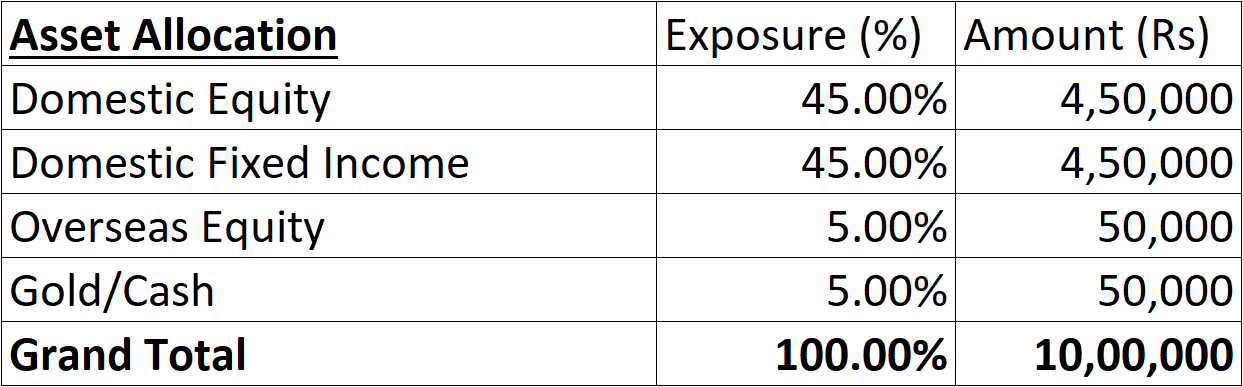 Asset Allocation Exposure (%) Amount (Rs)
Domestic Equity 45.00% 4,50,000
Domestic Fixed Income 45.00% 4,50,000
Overseas Equity 5.00% 50,000
Gold/Cash 5.00% 50,000
Grand Total 100.00% 10,00,000